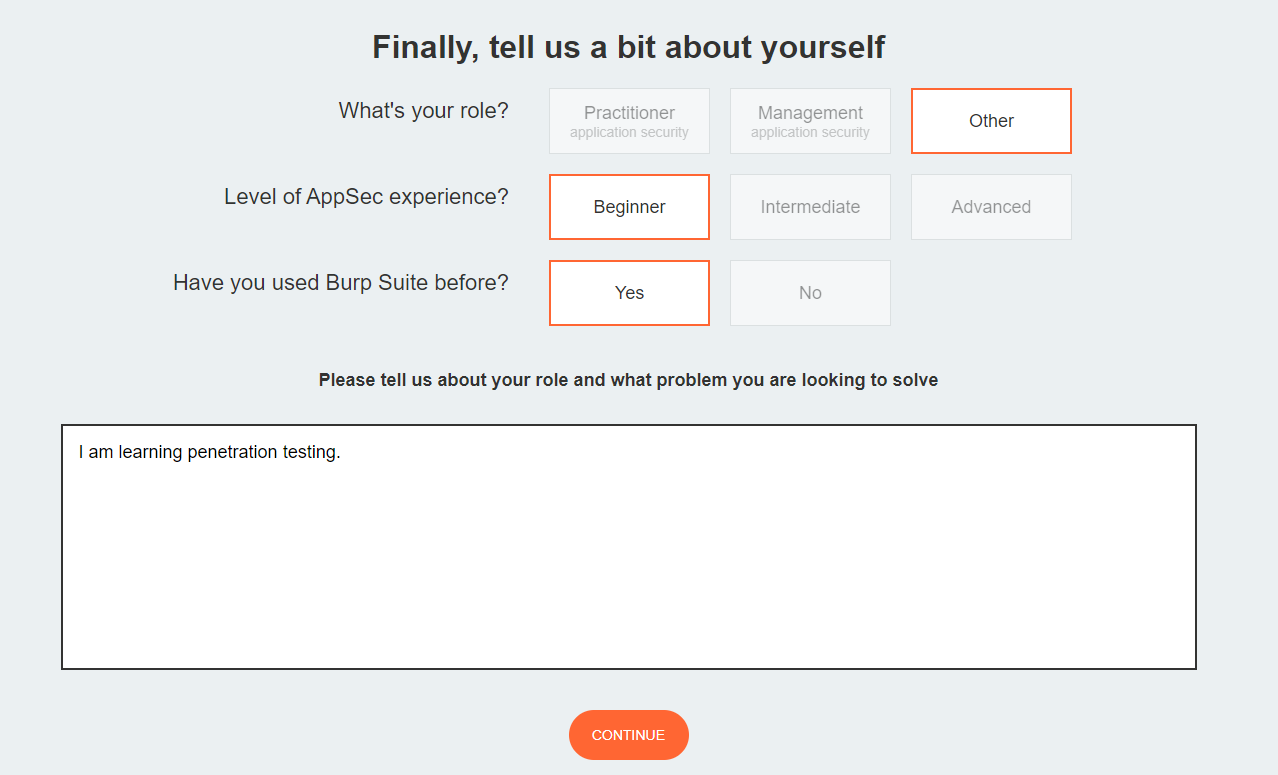 Finally, tell us a bit about yourself
What's your role?
Practitioner
application security
Management
application security
Other
Level of AppSec experience?
Beginner
Intermediate
Advanced
Have you used Burp Suite before?
Yes
No
Please tell us about your role and what problem you are looking to solve
I am learning penetration testing.
CONTINUE